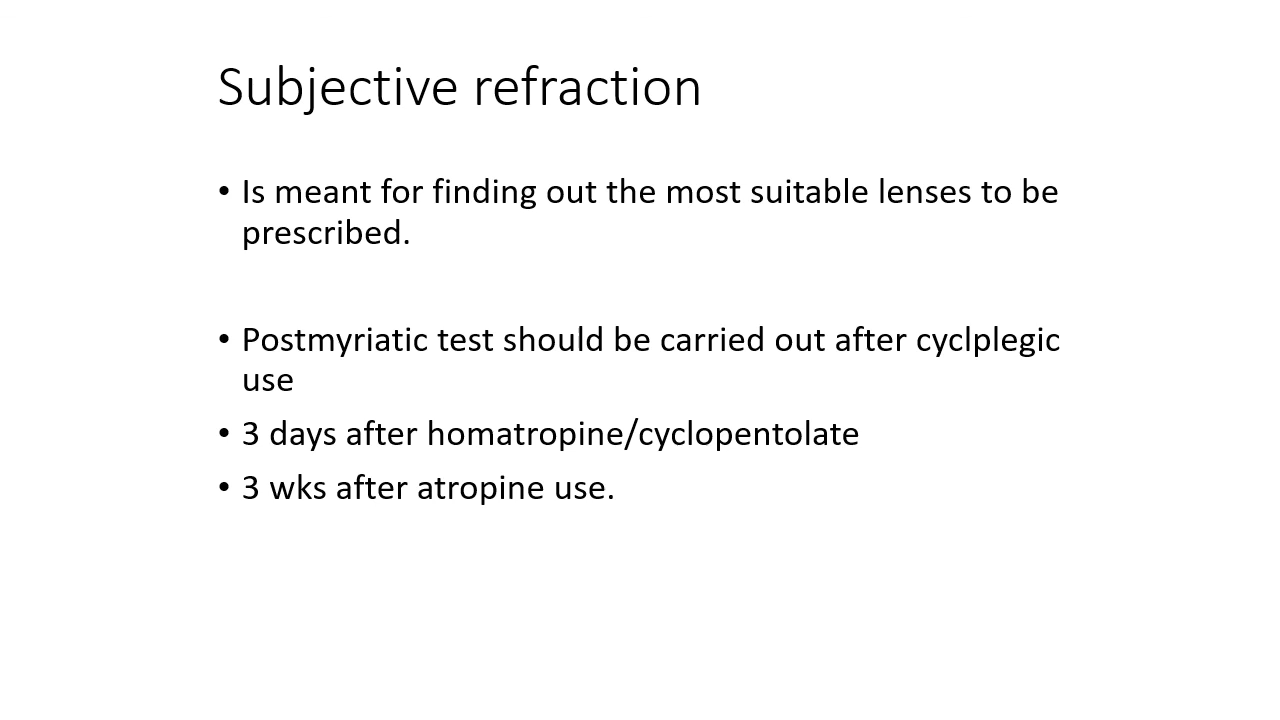 Subjective refraction
• Is meant for finding out the most suitable lenses to be
prescribed.
• Postmyriatic test should be carried out after cyclplegic
use
• 3 days after homatropine/cyclopentolate
• 3 wks after atropine use.